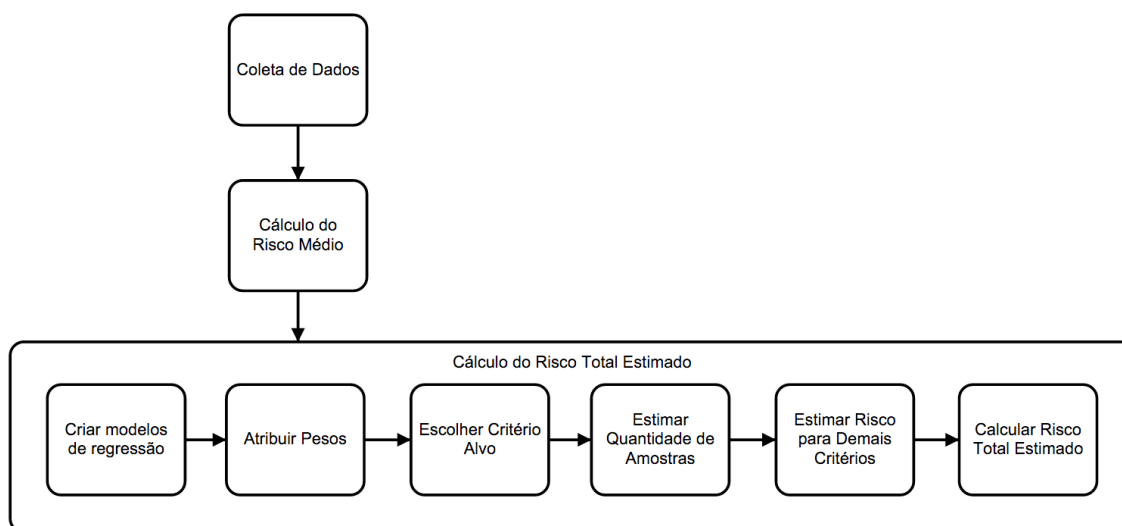 Coleta de Dados
Cálculo do
Risco Médio
Cálculo do Risco Total Estimado
Criar modelos
de regressão
Atribuir Pesos
Escolher Critério
Alvo
Estimar
Quantidade de
Amostras
Estimar Risco
para Demais
Critérios
Calcular Risco
Total Estimado